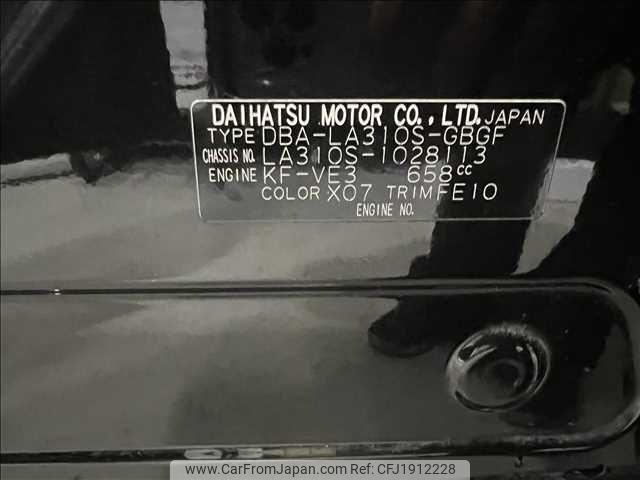 DAIHATSU MOTOR CO., LTD. JAPAN
TYPE DBA-LA310S-GBGF
CHASSIS NO. LA310S-1028113
ENGINE KF-VE3 658cc
COLOR X07 TRIM FE10
ENGINE NO.
www.CarFromJapan.com Ref: CFJ1912228